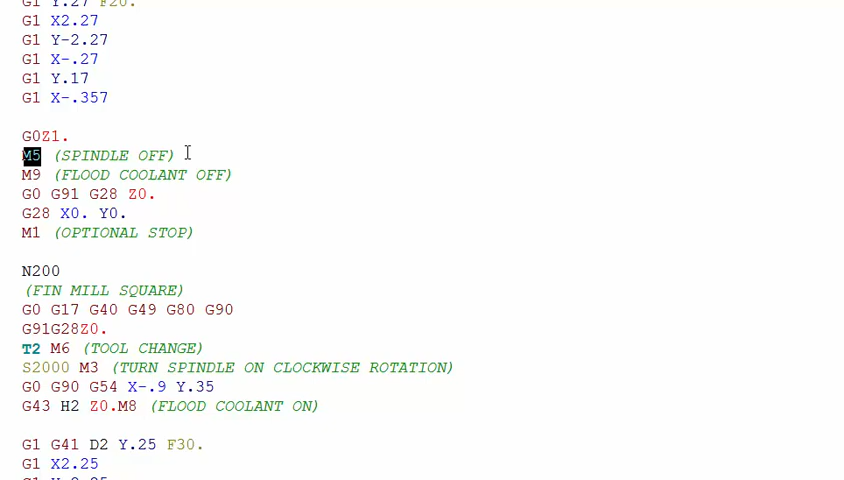 G1 Y.27 F20.
G1 X2.27
G1 Y-2.27
G1 X-.27
G1 Y.17
G1 X-.357
G0Z1.
M5 (SPINDLE OFF)
M9 (FLOOD COOLANT OFF)
G0 G91 G28 Z0.
G28 X0. Y0.
M1 (OPTIONAL STOP)
N200
(FIN MILL SQUARE)
G0 G17 G40 G49 G80 G90
G91G28Z0.
T2 M6 (TOOL CHANGE)
S2000 M3 (TURN SPINDLE ON CLOCKWISE ROTATION)
G0 G90 G54 X-.9 Y.35
G43 H2 Z0.M8 (FLOOD COOLANT ON)
G1 G41 D2 Y.25 F30.
G1 X2.25